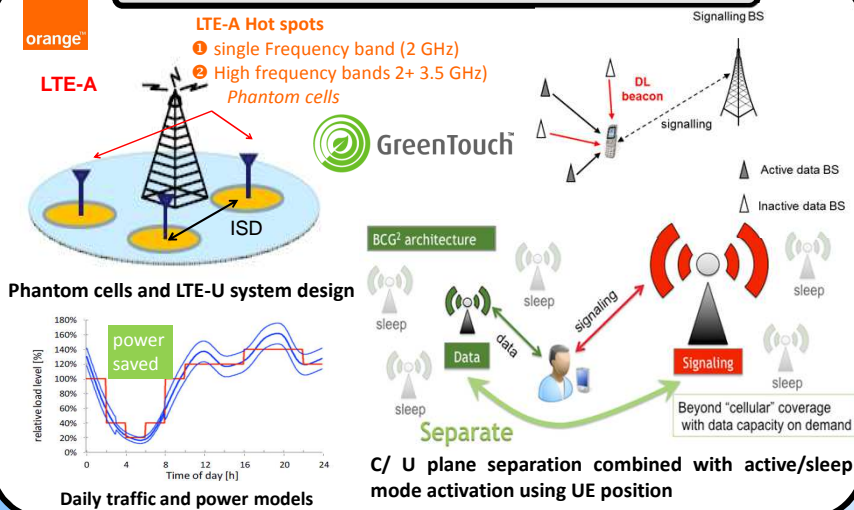 orange™
LTE-A Hot spots
❶ single Frequency band (2 GHz)
❷ High frequency bands 2+ 3.5 GHz)
Phantom cells
LTE-A
ISD
GreenTouch™
Signalling BS
DL
beacon
signalling
Active data BS
Inactive data BS
Phantom cells and LTE-U system design
BCG² architecture
sleep
sleep
sleep
sleep
sleep
Data
data
signaling
Signaling
Separate
Beyond "cellular" coverage
with data capacity on demand
180%
160%
140%
120%
100%
80%
60%
40%
20%
0%
relative load level [%]
power
saved
0 4 8 12 16 20 24
Time of day [h]
Daily traffic and power models
C/ U plane separation combined with active/sleep
mode activation using UE position